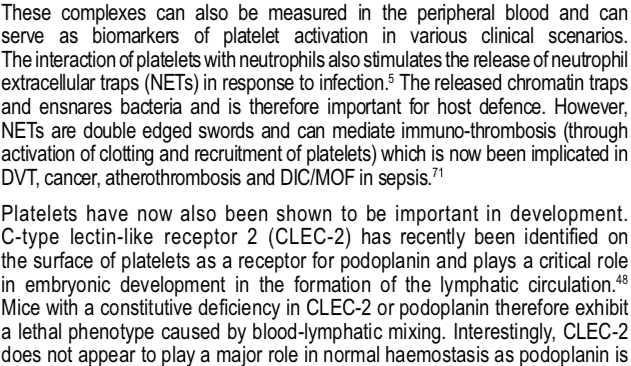 These complexes can also be measured in the peripheral blood and can
serve as biomarkers of platelet activation in various clinical scenarios.
The interaction of platelets with neutrophils also stimulates the release of neutrophil
extracellular traps (NETs) in response to infection.⁵ The released chromatin traps
and ensnares bacteria and is therefore important for host defence. However,
NETs are double edged swords and can mediate immuno-thrombosis (through
activation of clotting and recruitment of platelets) which is now been implicated in
DVT, cancer, atherothrombosis and DIC/MOF in sepsis.⁷¹
Platelets have now also been shown to be important in development.
C-type lectin-like receptor 2 (CLEC-2) has recently been identified on
the surface of platelets as a receptor for podoplanin and plays a critical role
in embryonic development in the formation of the lymphatic circulation.⁴⁸
Mice with a constitutive deficiency in CLEC-2 or podoplanin therefore exhibit
a lethal phenotype caused by blood-lymphatic mixing. Interestingly, CLEC-2
does not appear to play a major role in normal haemostasis as podoplanin is